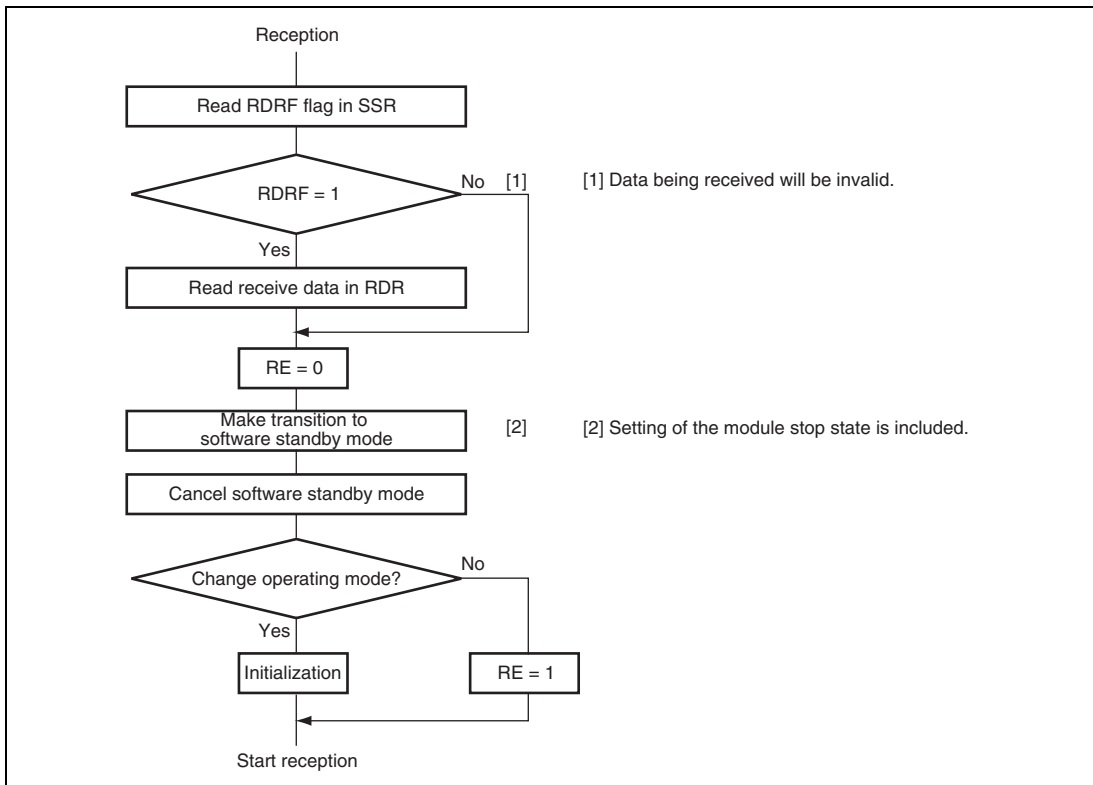 Reception
Read RDRF flag in SSR
No [1] [1] Data being received will be invalid.
RDRF = 1
Yes
Read receive data in RDR
RE = 0
Make transition to
software standby mode
[2] [2] Setting of the module stop state is included.
Cancel software standby mode
No
Change operating mode?
Yes
Initialization
RE = 1
Start reception